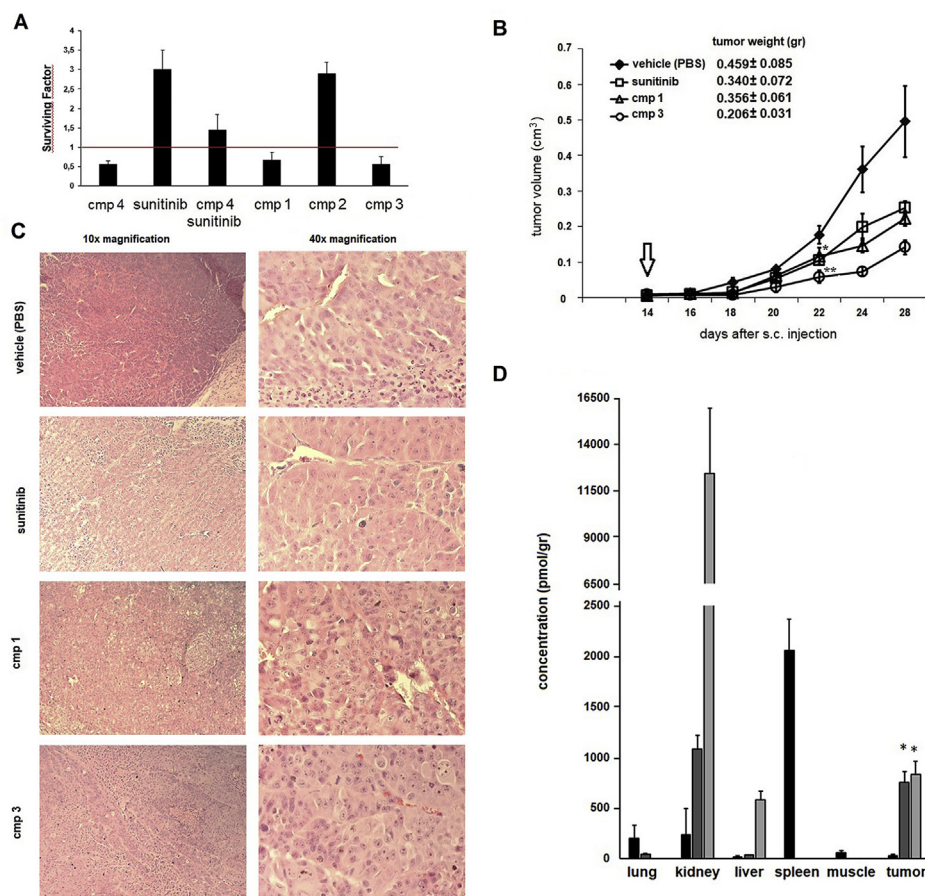 A
Surviving Factor
4
3,5
3
2,5
2
1,5
1
0,5
0
cmp 4 sunitinib cmp 4 cmp 1 cmp 2 cmp 3
sunitinib
B
tumor weight (gr)
vehicle (PBS) 0.459± 0.085
sunitinib 0.340± 0.072
cmp 1 0.356± 0.061
cmp 3 0.206± 0.031
tumor volume (cm3)
0.7
0.6
0.5
0.4
0.3
0.2
0.1
0
*
**
14 16 18 20 22 24 28
days after s.c. injection
C
10x magnification 40x magnification
vehicle (PBS)
sunitinib
cmp 1
cmp 3
D
concentration (pmol/gr)
16500
14000
11500
9000
6500
2500
2000
1500
1000
500
0
* *
lung kidney liver spleen muscle tumor